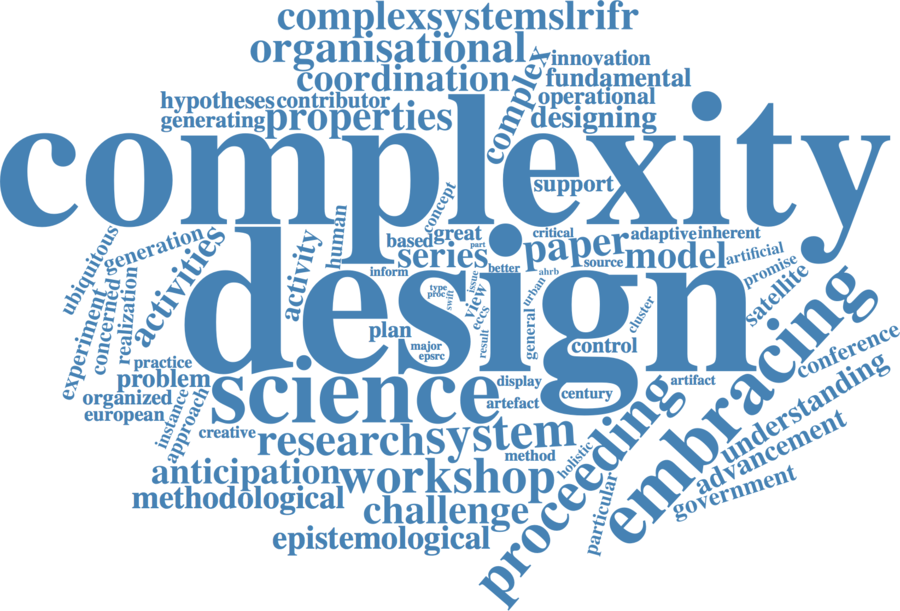 complexsystemslrifr
organisational
complex
innovation
coordination
fundamental
hypotheses
contributor
operational
generating
properties
designing
complexity
support
concept
human
ubiquitous
generation
activities
activity
based
great
part
critical
paper
adaptive
inherent
series
better
source
model
artificial
inform
ahrb
promise
satellite
experiment
concerned
realization
type
proc
swift
issue
view
eccs
result
urban
general
cluster
design
plan
major
epsrc
control
embracing
practice
problem
science
display
century
artifact
conference
organized
artefact
understanding
european
instance
approach
creative
research
system
method
holistic
proceeding
advancement
anticipation
workshop
particular
government
methodological
challenge
epistemological